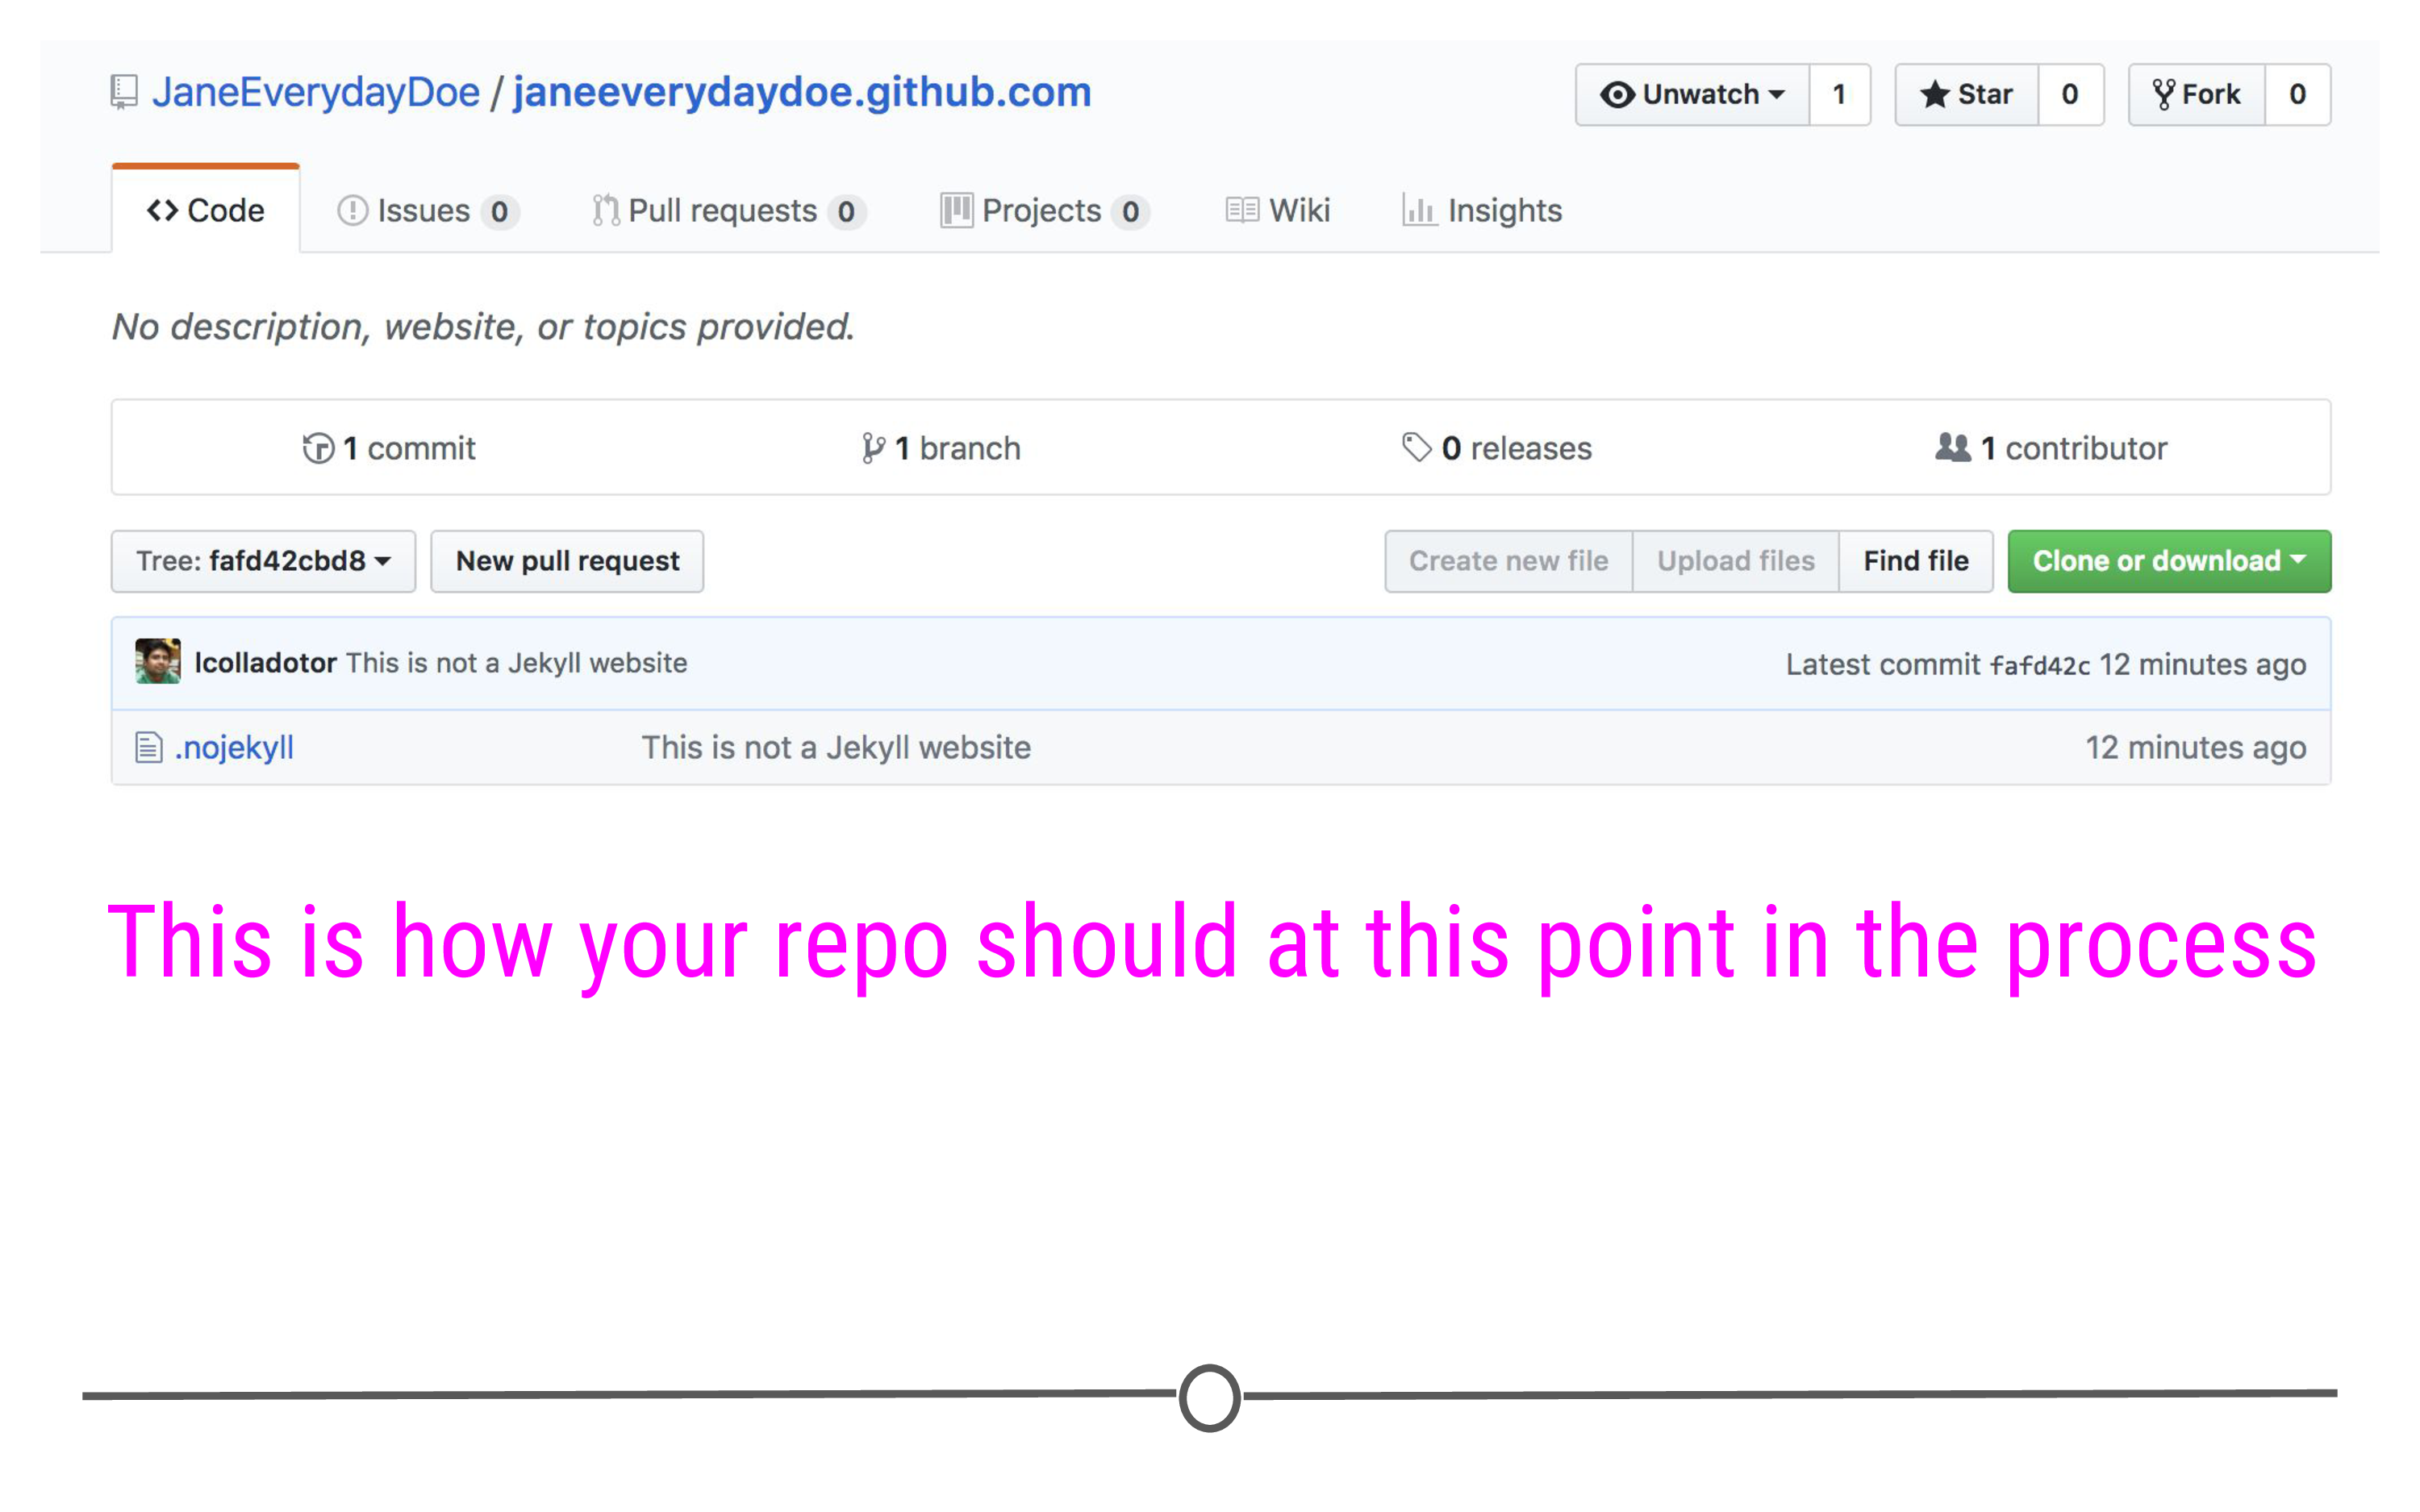 JaneEverydayDoe / janeeverydaydoe.github.com
Unwatch 1 Star 0 Fork 0
Code Issues 0 Pull requests 0 Projects 0 Wiki Insights
No description, website, or topics provided.
1 commit 1 branch 0 releases 1 contributor
Tree: fafd42cbd8 New pull request Create new file Upload files Find file Clone or download
lcolladotor This is not a Jekyll website Latest commit fafd42c 12 minutes ago
.nojekyll This is not a Jekyll website 12 minutes ago
This is how your repo should at this point in the process